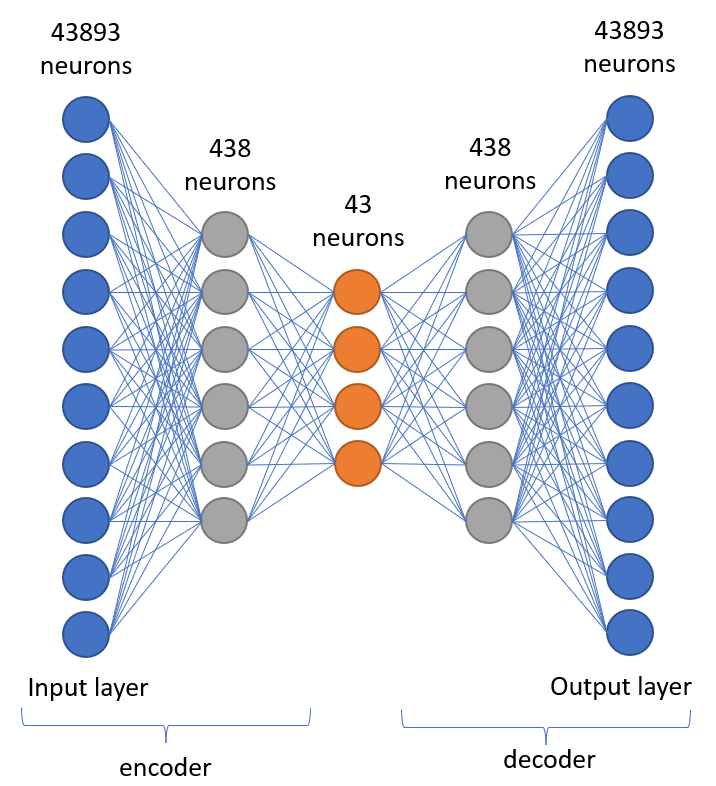 43893
neurons
438
neurons
43
neurons
438
neurons
43893
neurons
Input layer
Output layer
encoder
decoder